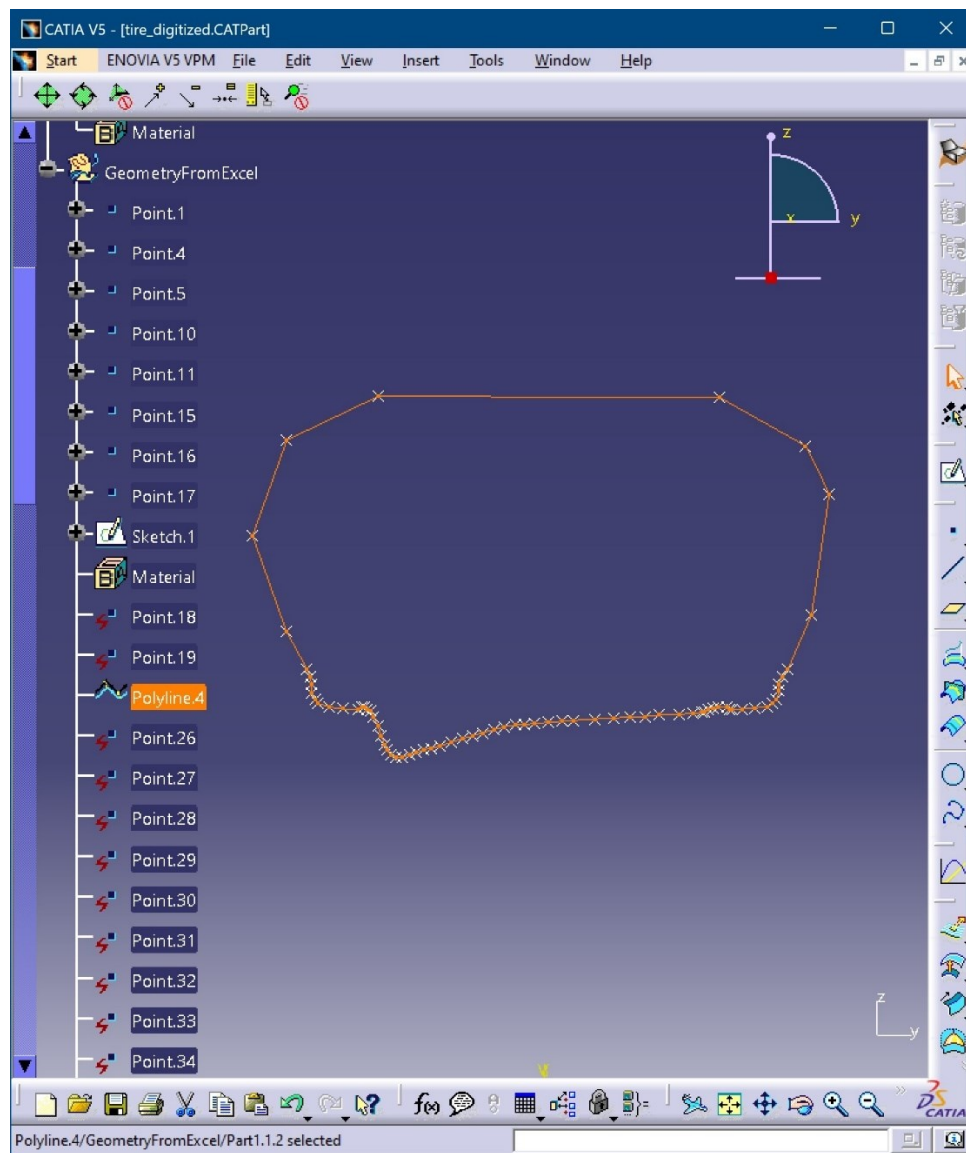 CATIA V5 - [tire_digitized.CATPart]
Start ENOVIA V5 VPM File Edit View Insert Tools Window Help
Material
GeometryFromExcel
Point.1
Point.4
Point.5
Point.10
Point.11
Point.15
Point.16
Point.17
Sketch.1
Material
Point.18
Point.19
Polyline.4
Point.26
Point.27
Point.28
Point.29
Point.30
Point.31
Point.32
Point.33
Point.34
z
x y
z
y
f(x)
DS
CATIA
Polyline.4/GeometryFromExcel/Part1.1.2 selected